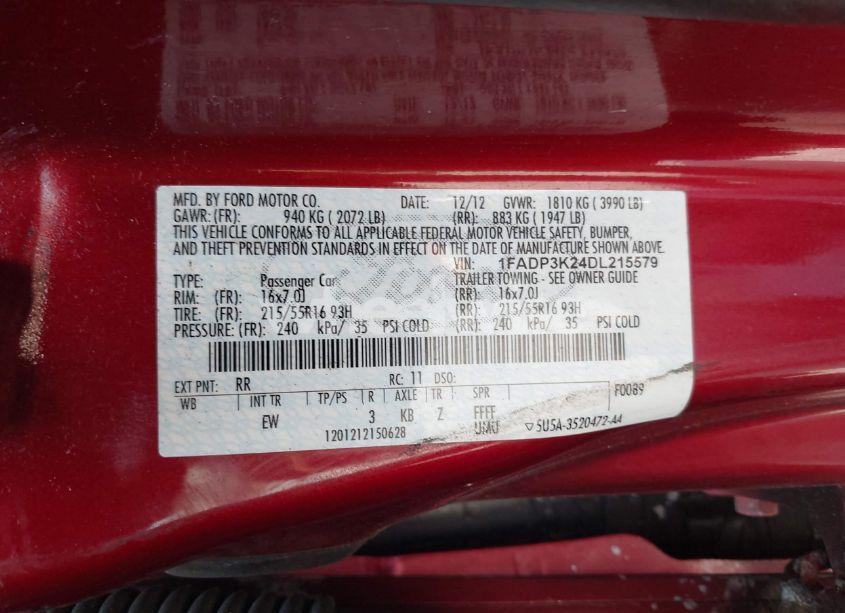 MFD. BY FORD MOTOR CO. DATE: 12/12 GVWR: 1810 KG ( 3990 LB)
GAWR: (FR): 940 KG ( 2072 LB) (RR): 883 KG ( 1947 LB)
THIS VEHICLE CONFORMS TO ALL APPLICABLE FEDERAL MOTOR VEHICLE SAFETY, BUMPER,
AND THEFT PREVENTION STANDARDS IN EFFECT ON THE DATE OF MANUFACTURE SHOWN ABOVE.
VIN: 1FADP3K24DL215579
TYPE: Passenger Car TRAILER TOWING - SEE OWNER GUIDE
RIM: (FR): 16x7.0J (RR): 16x7.0J
TIRE: (FR): 215/55R16 93H (RR): 215/55R16 93H
PRESSURE: (FR): 240 kPa/ 35 PSI COLD (RR): 240 kPa/ 35 PSI COLD
EXT PNT: RR RC: 11 DSO: F0089
WB INT TR TP/PS R AXLE TR SPR
EW 3 KB Z FFFF
1201212150628 UMU ▽5U5A-3520472-AA